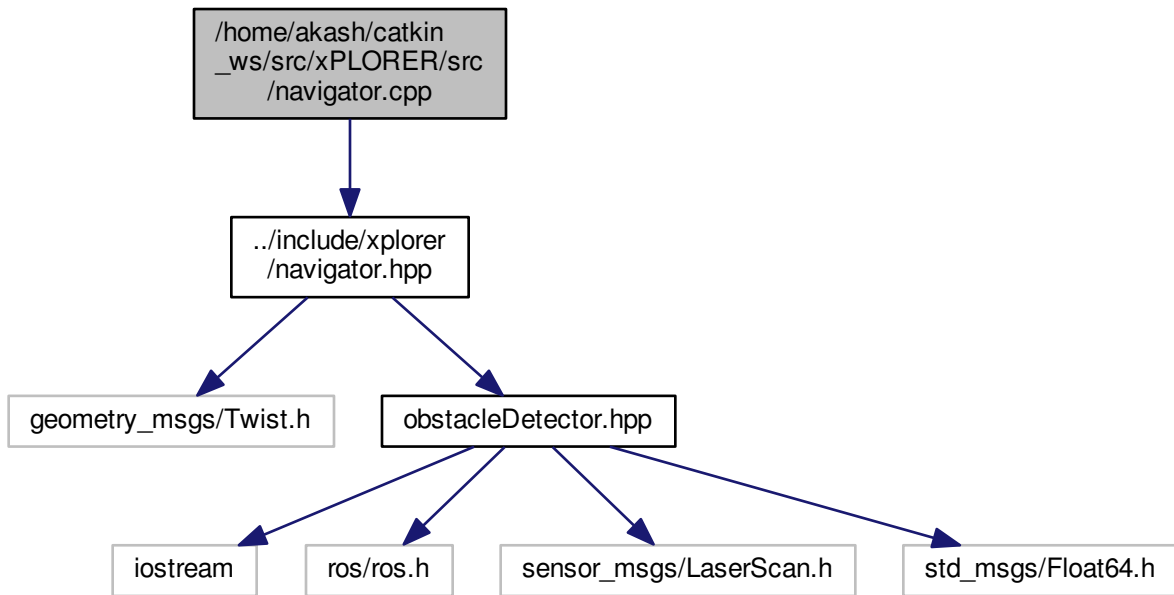 /home/akash/catkin
_ws/src/xPLORER/src
/navigator.cpp
../include/xplorer
/navigator.hpp
geometry_msgs/Twist.h
obstacleDetector.hpp
iostream
ros/ros.h
sensor_msgs/LaserScan.h
std_msgs/Float64.h